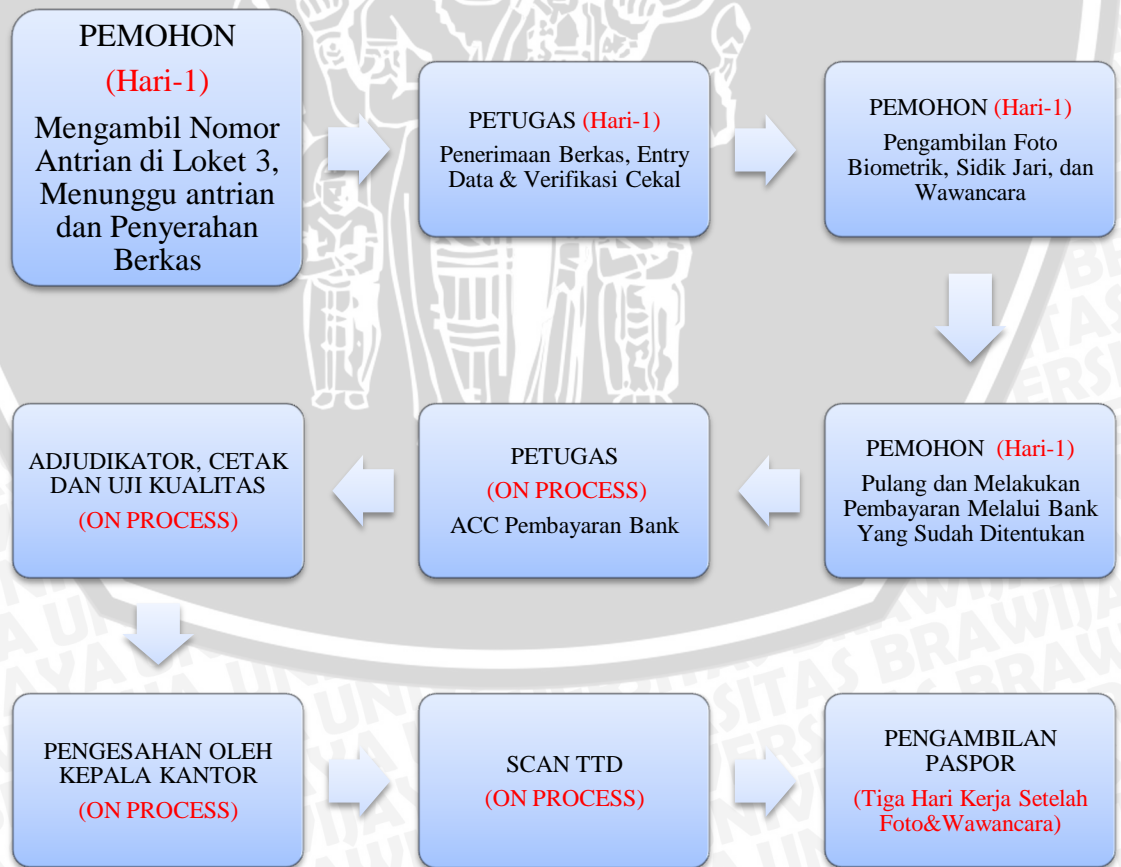 PEMOHON
(Hari-1)
Mengambil Nomor
Antrian di Loket 3,
Menunggu antrian
dan Penyerahan
Berkas
PETUGAS (Hari-1)
Penerimaan Berkas, Entry
Data & Verifikasi Cekal
PEMOHON (Hari-1)
Pengambilan Foto
Biometrik, Sidik Jari, dan
Wawancara
PEMOHON (Hari-1)
Pulang dan Melakukan
Pembayaran Melalui Bank
Yang Sudah Ditentukan
PETUGAS
(ON PROCESS)
ACC Pembayaran Bank
ADJUDIKATOR, CETAK
DAN UJI KUALITAS
(ON PROCESS)
PENGESAHAN OLEH
KEPALA KANTOR
(ON PROCESS)
SCAN TTD
(ON PROCESS)
PENGAMBILAN
PASPOR
(Tiga Hari Kerja Setelah
Foto&Wawancara)